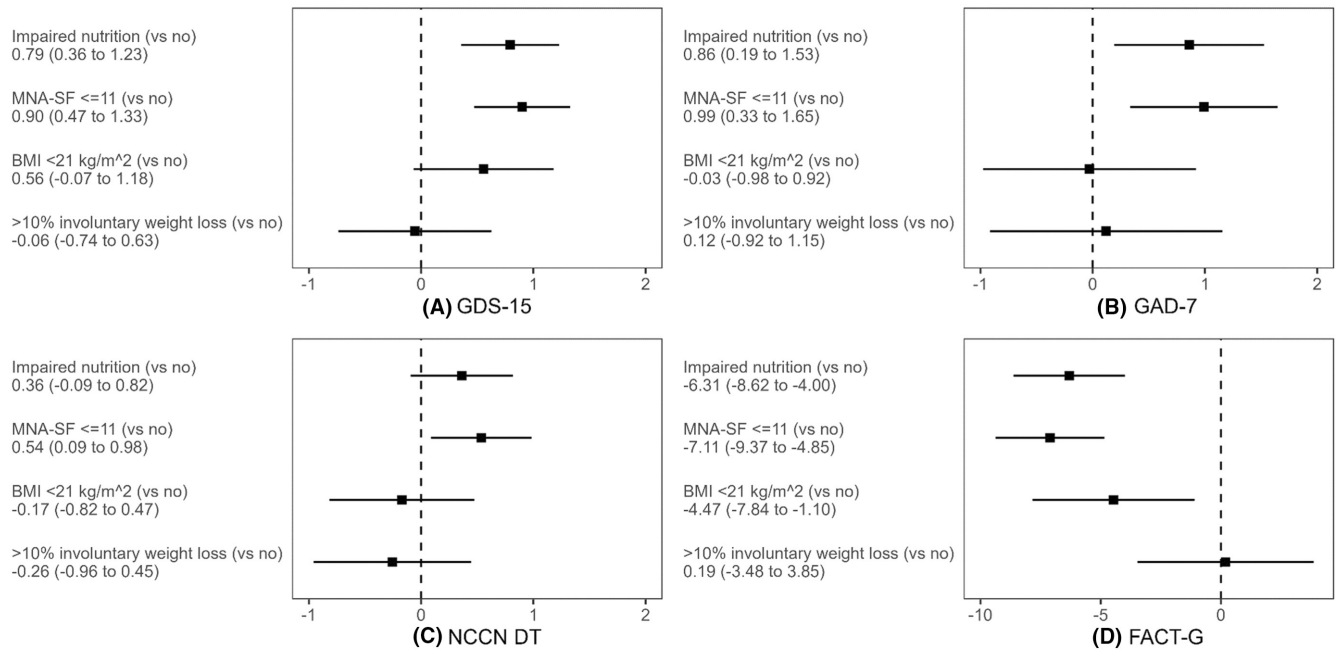 Impaired nutrition (vs no)
0.79 (0.36 to 1.23)
MNA-SF <=11 (vs no)
0.90 (0.47 to 1.33)
BMI <21 kg/m^2 (vs no)
0.56 (-0.07 to 1.18)
>10% involuntary weight loss (vs no)
-0.06 (-0.74 to 0.63)
-1 0 1 2
(A) GDS-15
Impaired nutrition (vs no)
0.86 (0.19 to 1.53)
MNA-SF <=11 (vs no)
0.99 (0.33 to 1.65)
BMI <21 kg/m^2 (vs no)
-0.03 (-0.98 to 0.92)
>10% involuntary weight loss (vs no)
0.12 (-0.92 to 1.15)
-1 0 1 2
(B) GAD-7
Impaired nutrition (vs no)
0.36 (-0.09 to 0.82)
MNA-SF <=11 (vs no)
0.54 (0.09 to 0.98)
BMI <21 kg/m^2 (vs no)
-0.17 (-0.82 to 0.47)
>10% involuntary weight loss (vs no)
-0.26 (-0.96 to 0.45)
-1 0 1 2
(C) NCCN DT
Impaired nutrition (vs no)
-6.31 (-8.62 to -4.00)
MNA-SF <=11 (vs no)
-7.11 (-9.37 to -4.85)
BMI <21 kg/m^2 (vs no)
-4.47 (-7.84 to -1.10)
>10% involuntary weight loss (vs no)
0.19 (-3.48 to 3.85)
-10 -5 0
(D) FACT-G